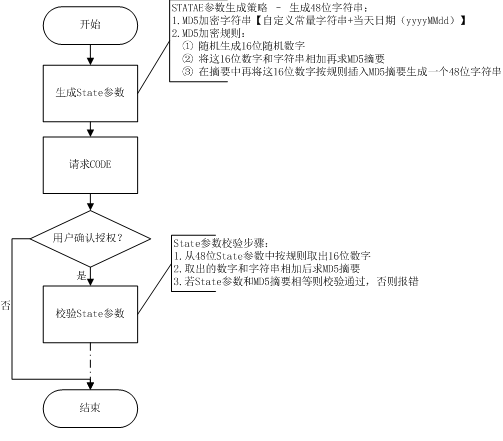 开始
STATAE参数生成策略 - 生成48位字符串:
1.MD5加密字符串【自定义常量字符串+当天日期（yyyyMMdd）】
2.MD5加密规则:
① 随机生成16位随机数字
② 将这16位数字和字符串相加再求MD5摘要
③ 在摘要中再将这16位数字按规则插入MD5摘要生成一个48位字符串
生成State参数
请求CODE
用户确认授权?
是
否
State参数校验步骤:
1.从48位State参数中按规则取出16位数字
2.取出的数字和字符串相加后求MD5摘要
3.若State参数和MD5摘要相等则校验通过, 否则报错
校验State参数
结束